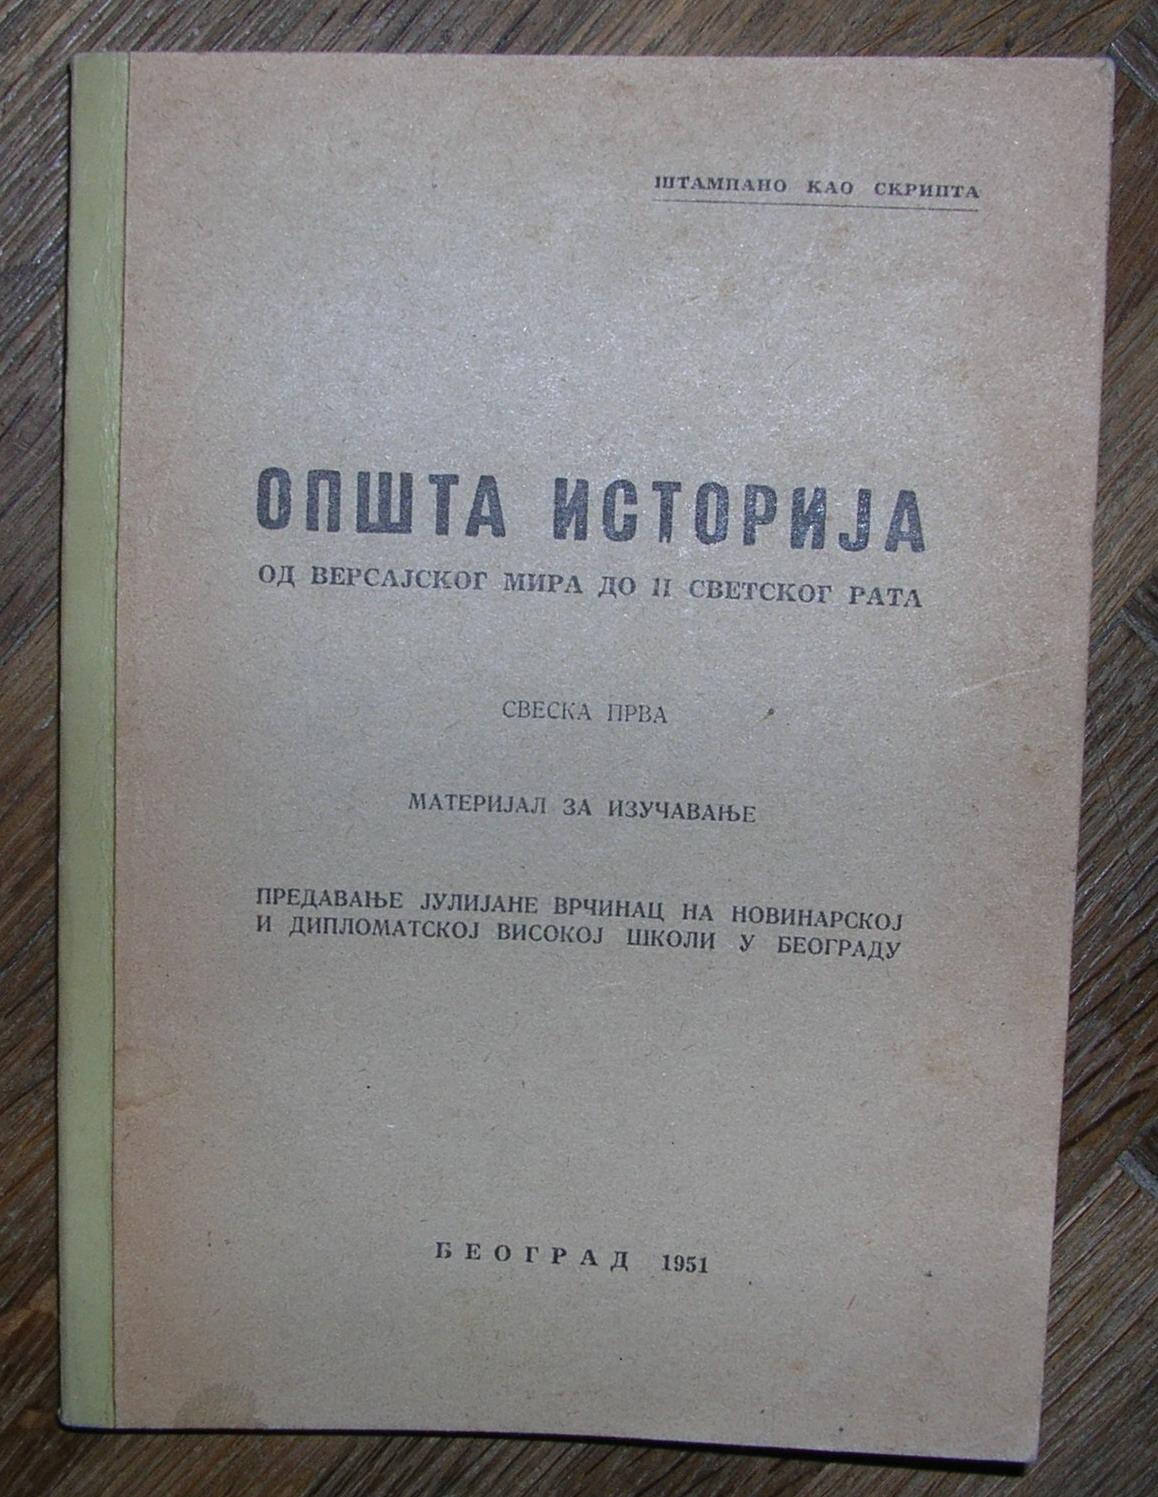 ШТАМПАНО КАО СКРИПТА
ОПШТА ИСТОРИЈА
ОД ВЕРСАЈСКОГ МИРА ДО II СВЕТСКОГ РАТА
СВЕСКА ПРВА
МАТЕРИЈАЛ ЗА ИЗУЧАВАЊЕ
ПРЕДАВАЊЕ ЈУЛИЈАНЕ ВРЧИНАЦ НА НОВИНАРСКОЈ
И ДИПЛОМАТСКОЈ ВИСОКОЈ ШКОЛИ У БЕОГРАДУ
БЕОГРАД 1951